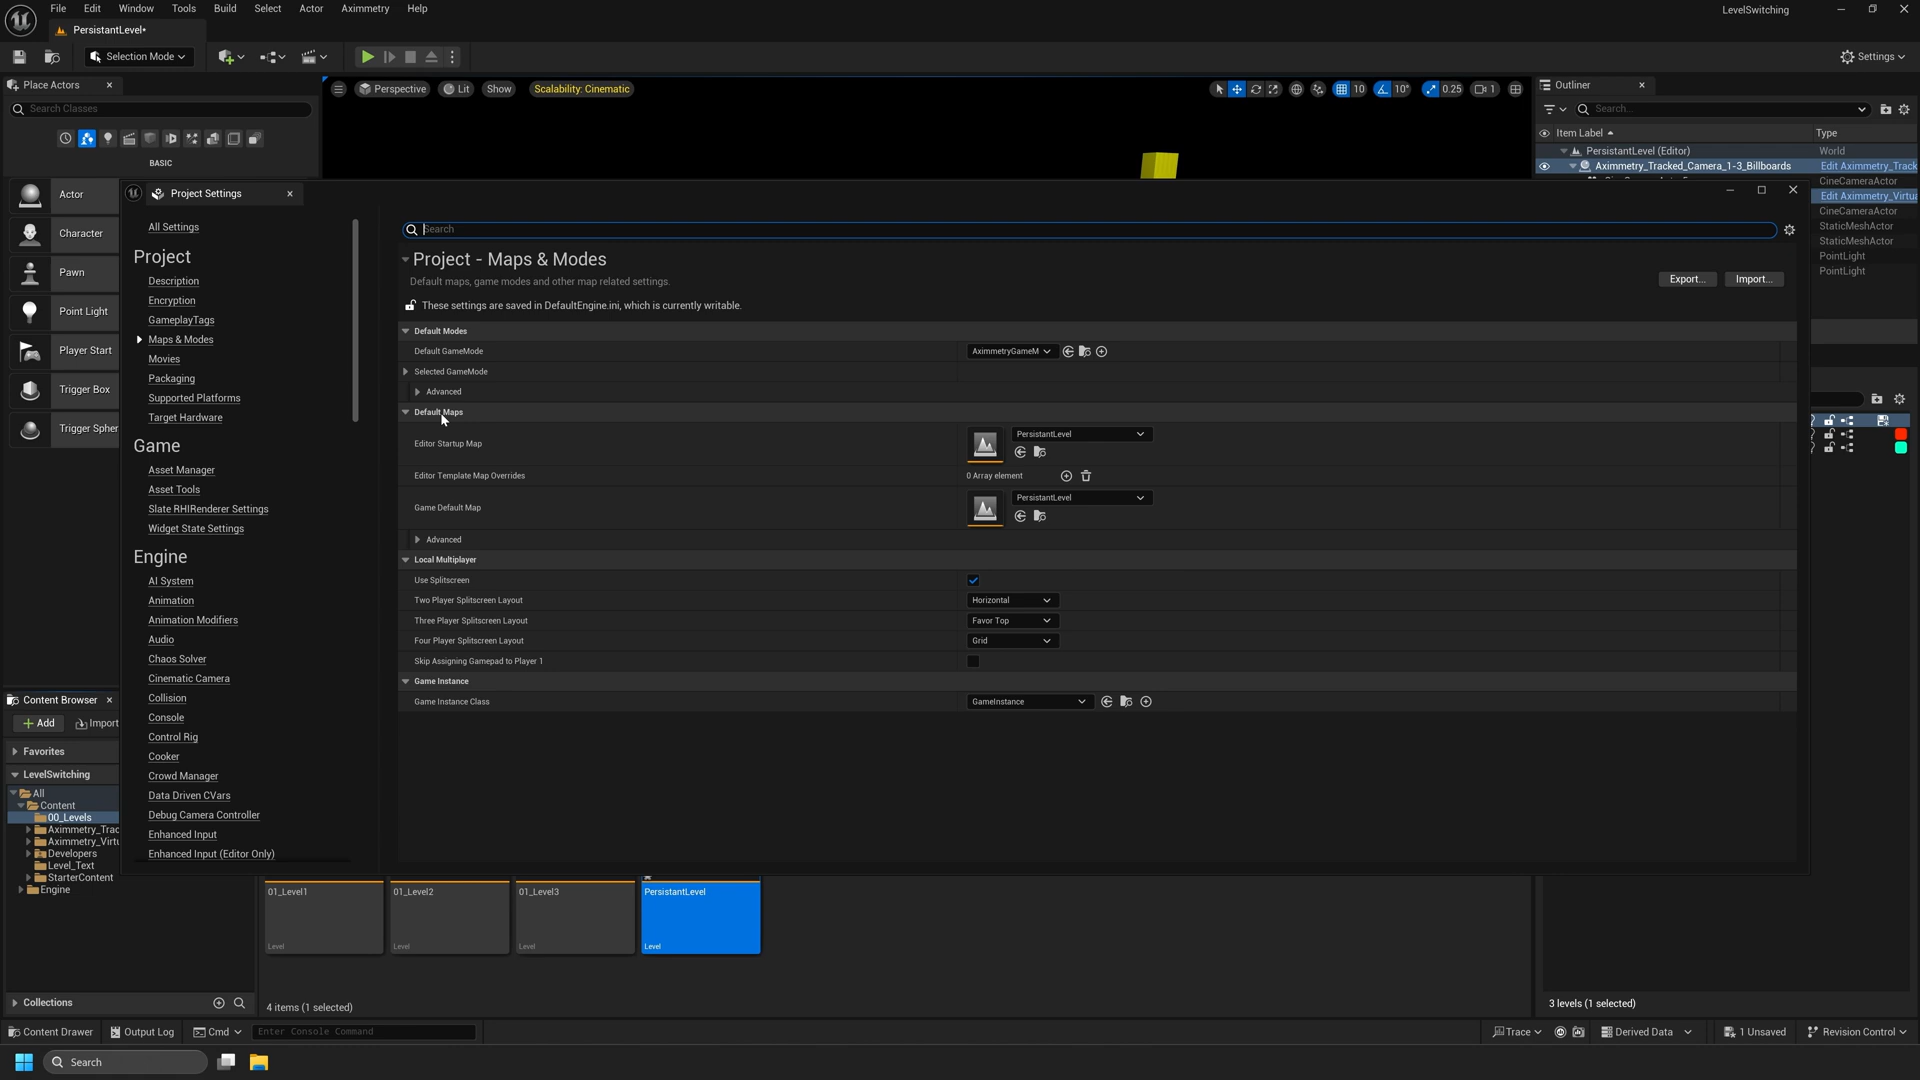 File Edit Window Tools Build Select Actor Aximmetry Help
LevelSwitching
PersistantLevel*
Selection Mode
Settings
Place Actors
Search Classes
BASIC
Actor
Character
Pawn
Point Light
Player Start
Trigger Box
Trigger Spher
Perspective Lit Show Scalability: Cinematic
10 10° 0.25 1
Outliner
Search...
Item Label Type
PersistantLevel (Editor) World
Aximmetry_Tracked_Camera_1-3_Billboards Edit Aximmetry_Track
CineCameraActor
Edit Aximmetry_Virtua
CineCameraActor
StaticMeshActor
StaticMeshActor
PointLight
PointLight
Project Settings
All Settings
Project
Description
Encryption
GameplayTags
Maps & Modes
Movies
Packaging
Supported Platforms
Target Hardware
Game
Asset Manager
Asset Tools
Slate RHIRenderer Settings
Widget State Settings
Engine
AI System
Animation
Animation Modifiers
Audio
Chaos Solver
Cinematic Camera
Collision
Console
Control Rig
Cooker
Crowd Manager
Data Driven CVars
Debug Camera Controller
Enhanced Input
Enhanced Input (Editor Only)
Search
Project - Maps & Modes
Default maps, game modes and other map related settings.
Export... Import...
These settings are saved in DefaultEngine.ini, which is currently writable.
Default Modes
Default GameMode AximmetryGameM
Selected GameMode
Advanced
Default Maps
Editor Startup Map PersistantLevel
Editor Template Map Overrides 0 Array element
Game Default Map PersistantLevel
Advanced
Local Multiplayer
Use Splitscreen
Two Player Splitscreen Layout Horizontal
Three Player Splitscreen Layout Favor Top
Four Player Splitscreen Layout Grid
Skip Assigning Gamepad to Player 1
Game Instance
Game Instance Class GameInstance
Content Browser
Add Import
Favorites
LevelSwitching
All
Content
00_Levels
Aximmetry_Trac
Aximmetry_Virtu
Developers
Level_Text
StarterContent
Engine
Collections
01_Level1
Level
01_Level2
Level
01_Level3
Level
PersistantLevel
Level
4 items (1 selected)
3 levels (1 selected)
Content Drawer Output Log Cmd Enter Console Command
Trace Derived Data 1 Unsaved Revision Control
Search